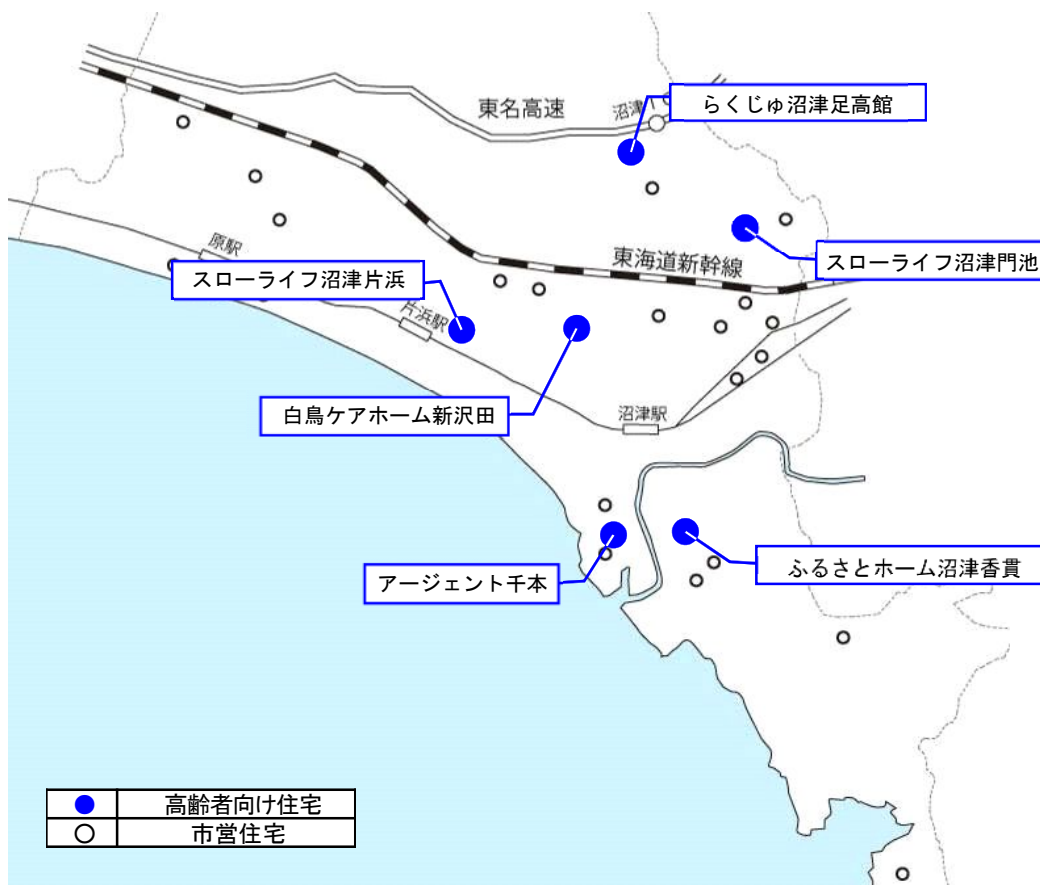 東名高速
沼津I
らくじゅ沼津足高館
原駅
東海道新幹線
スローライフ沼津門池
スローライフ沼津片浜
片浜駅
白鳥ケアホーム新沢田
沼津駅
アージェント千本
ふるさとホーム沼津香貫
高齢者向け住宅
市営住宅